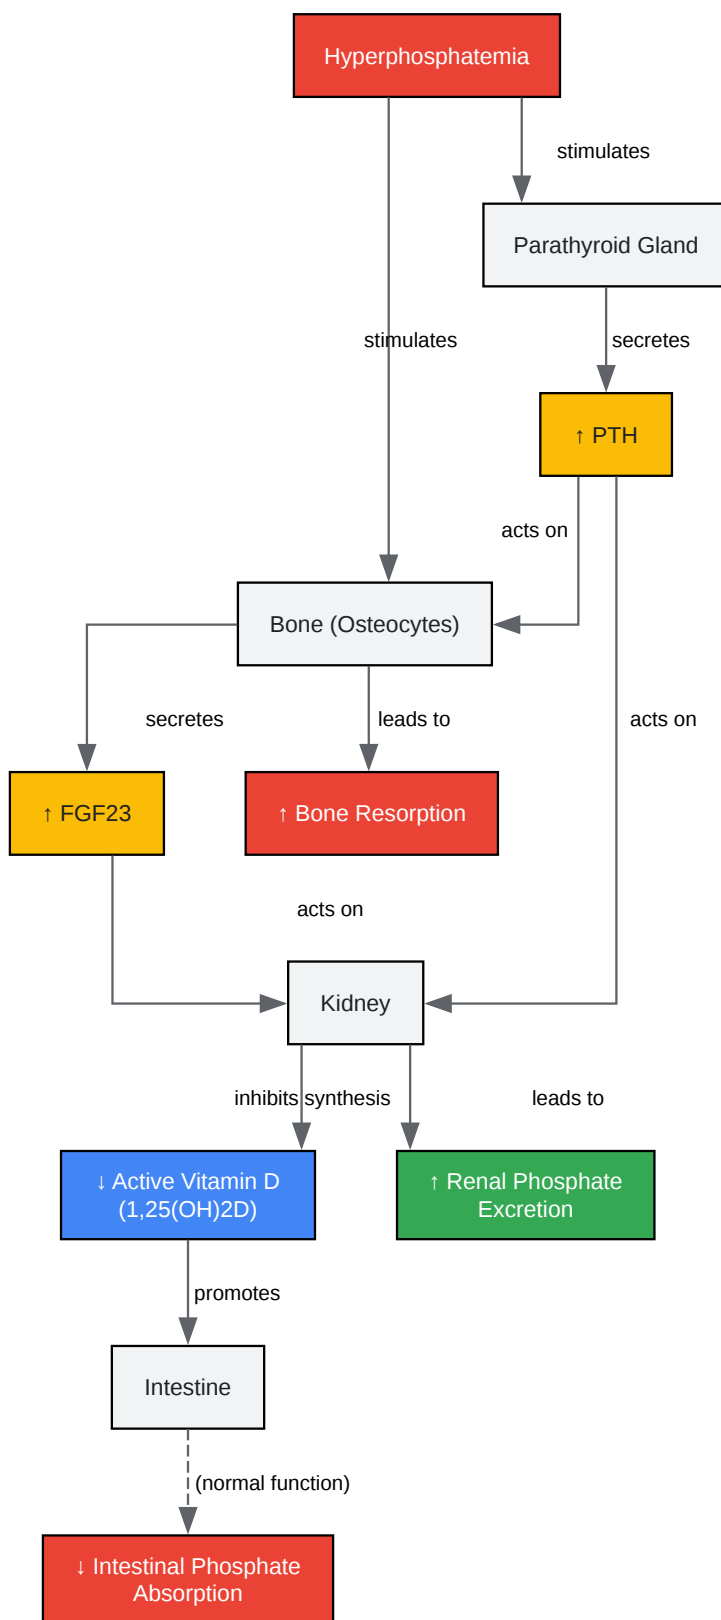 Hyperphosphatemia
stimulates
Parathyroid Gland
stimulates
secretes
↑ PTH
acts on
Bone (Osteocytes)
secretes
leads to
acts on
↑ FGF23
↑ Bone Resorption
acts on
Kidney
inhibits synthesis
leads to
↓ Active Vitamin D
(1,25(OH)2D)
↑ Renal Phosphate
Excretion
promotes
Intestine
(normal function)
↓ Intestinal Phosphate
Absorption